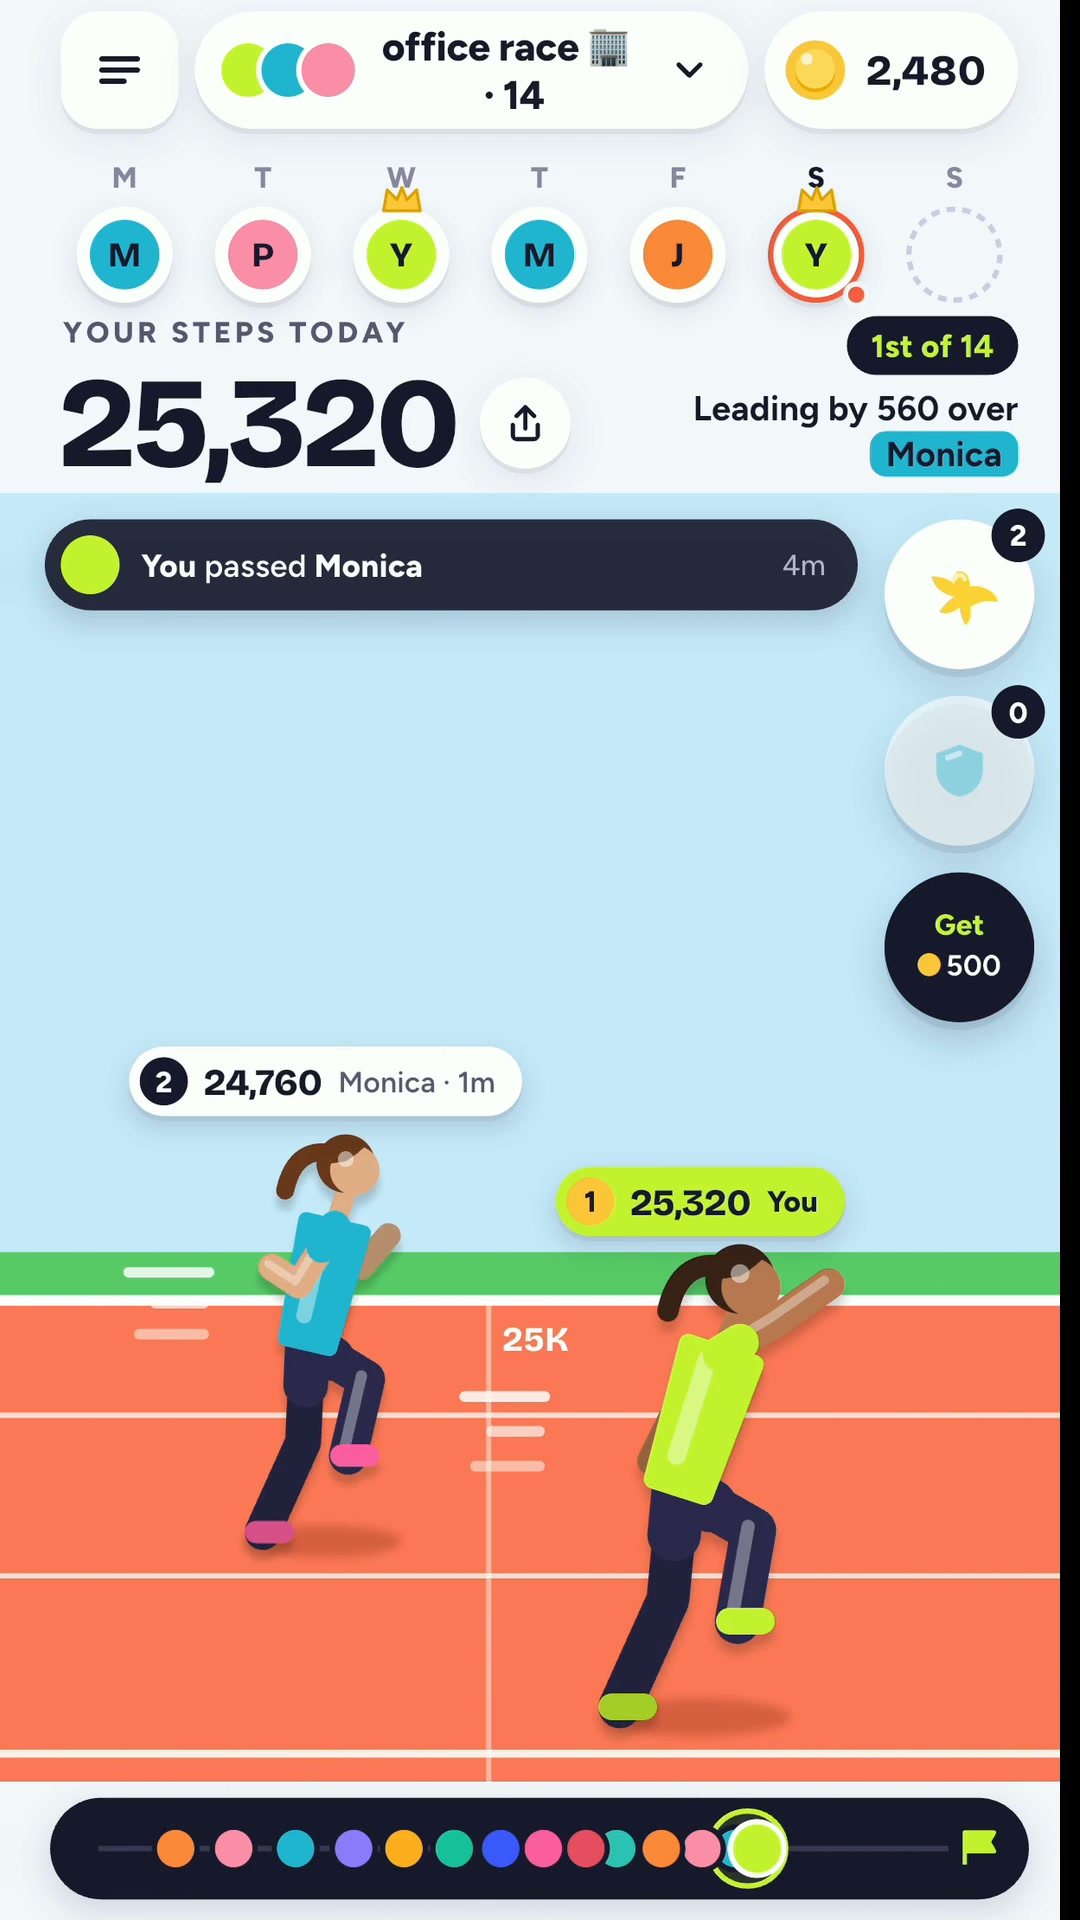 office race 🏢
· 14
2,480
M T W T F S S
M P Y M J Y
YOUR STEPS TODAY
25,320
1st of 14
Leading by 560 over
Monica
You passed Monica 4m
2
0
Get
500
2 24,760 Monica · 1m
1 25,320 You
25K